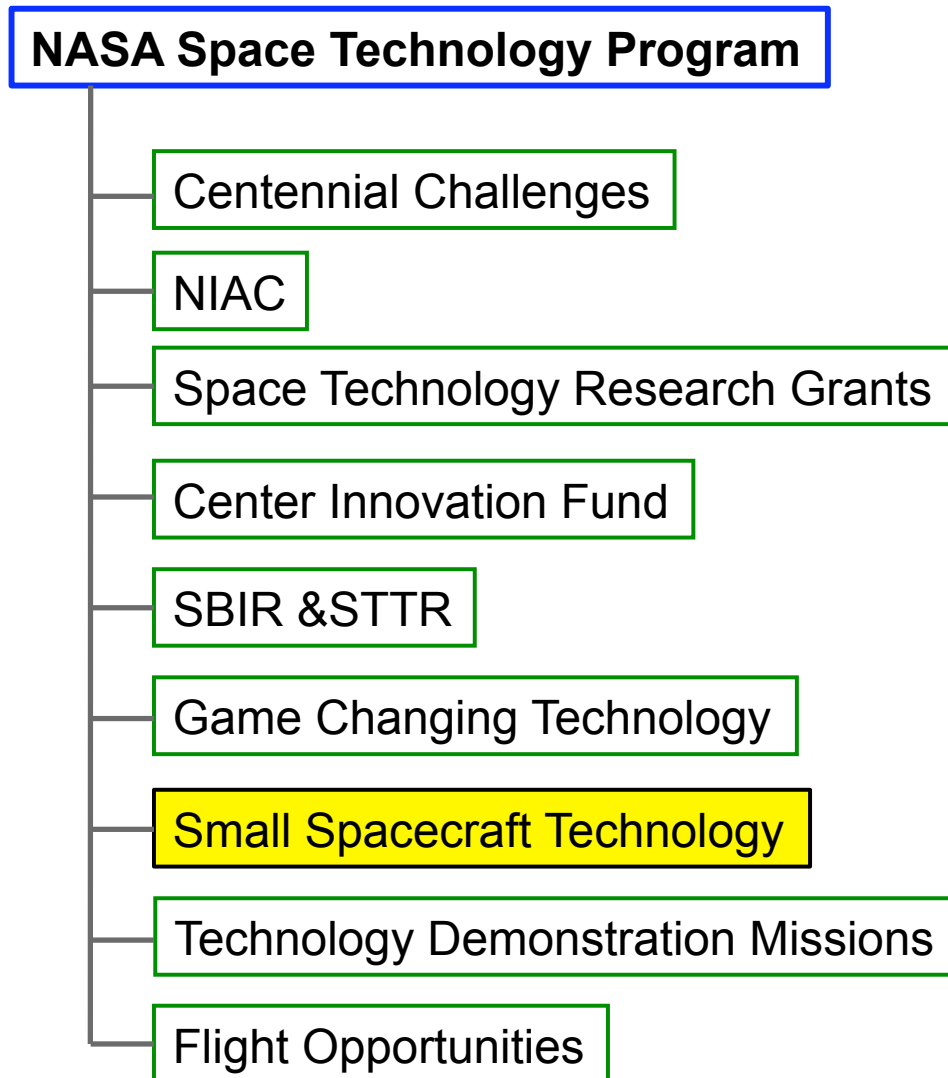 NASA Space Technology Program
Centennial Challenges
NIAC
Space Technology Research Grants
Center Innovation Fund
SBIR &STTR
Game Changing Technology
Small Spacecraft Technology
Technology Demonstration Missions
Flight Opportunities